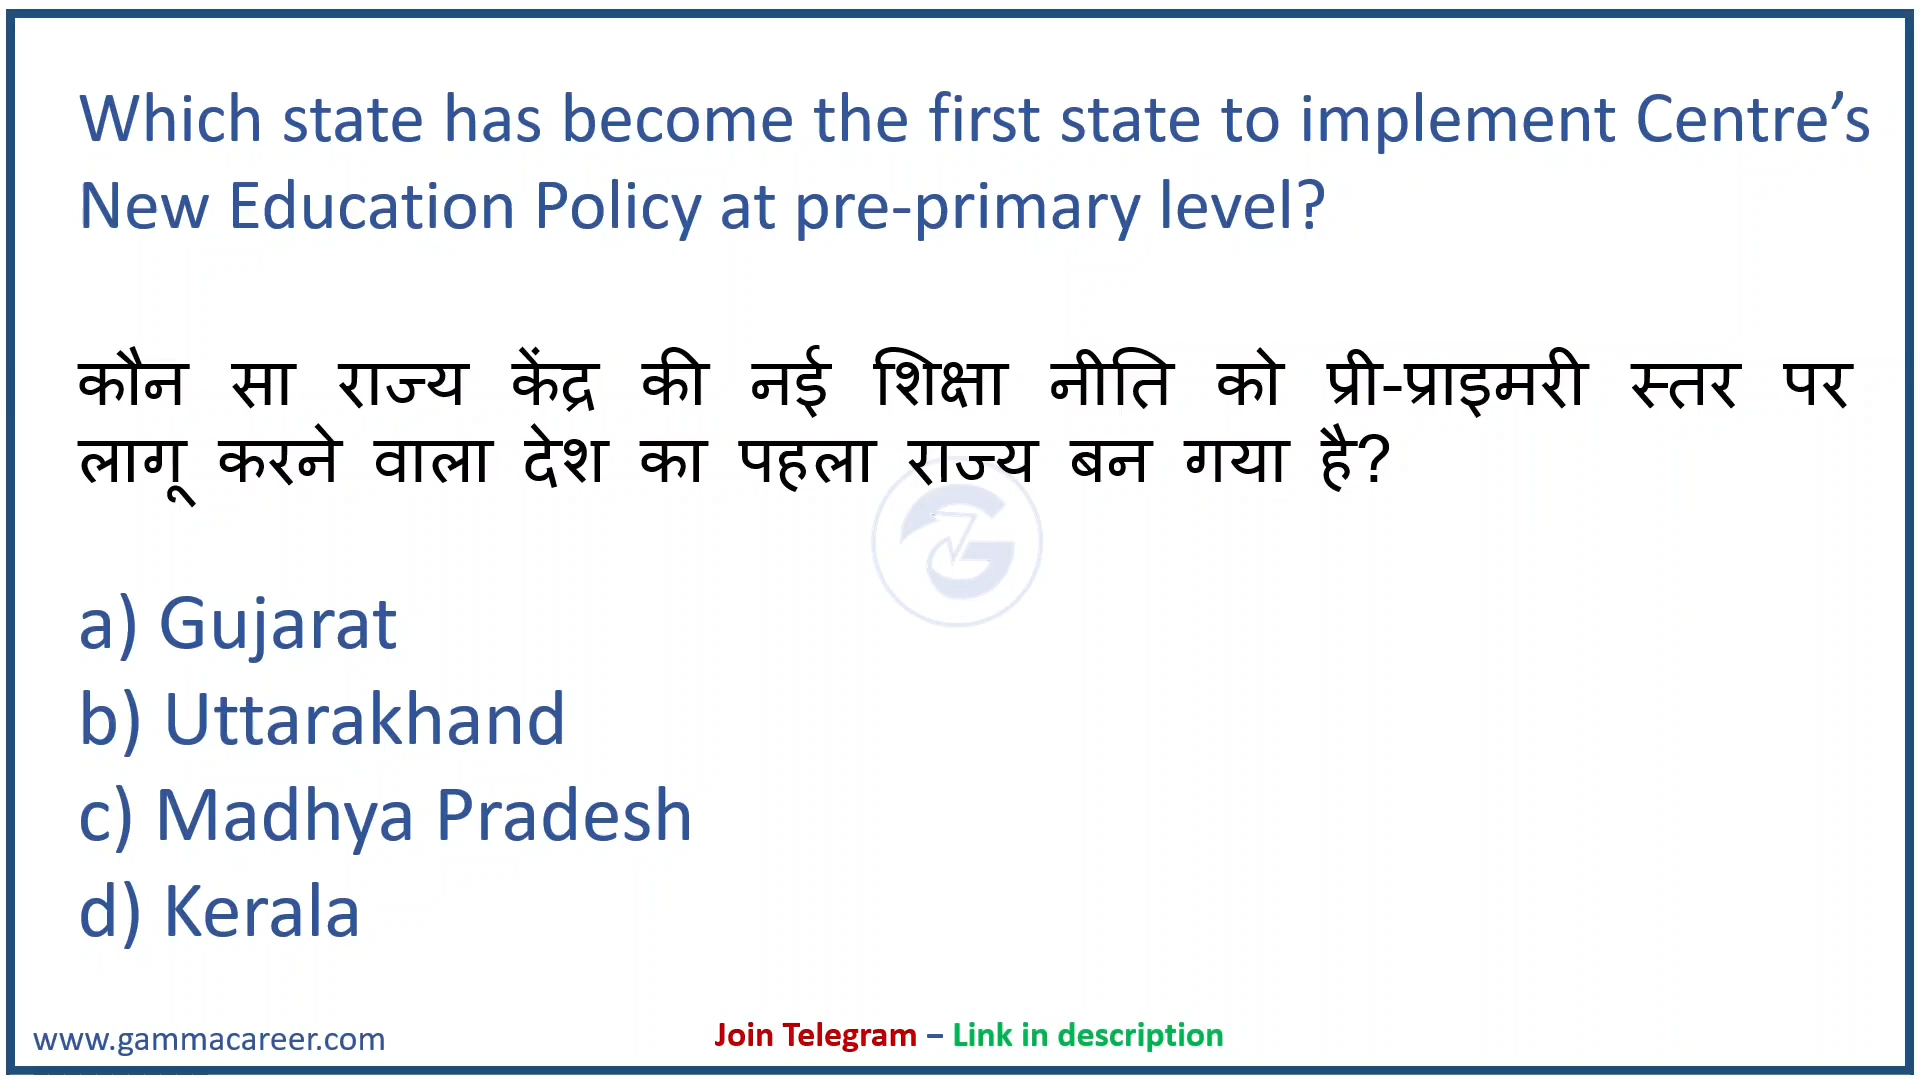 Which state has become the first state to implement Centre’s
New Education Policy at pre-primary level?
कौन सा राज्य केंद्र की नई शिक्षा नीति को प्री-प्राइमरी स्तर पर
लागू करने वाला देश का पहला राज्य बन गया है?
a) Gujarat
b) Uttarakhand
c) Madhya Pradesh
d) Kerala
www.gammacareer.com
Join Telegram – Link in description